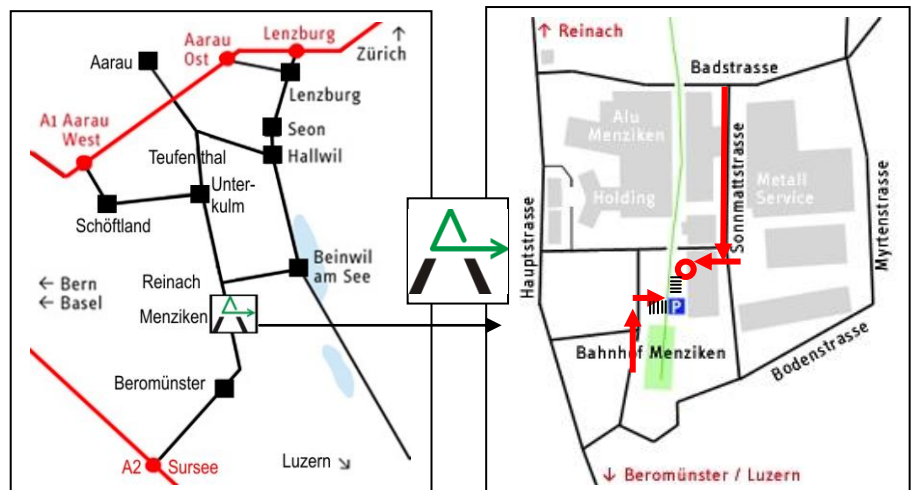 Aarau
Aarau
Ost
Lenzburg
↑
Zürich
Lenzburg
A1 Aarau
West
Seon
Teufenthal
Hallwil
Unter-
kulm
Schöftland
Beinwil
am See
← Bern
← Basel
Reinach
Menziken
Beromünster
A2 Sursee
Luzern ↘
↑ Reinach
Badstrasse
Alu
Menziken
Holding
Sonnmattstrasse
Metall
Service
Myrtenstrasse
Hauptstrasse
P
Bahnhof Menziken
Bodenstrasse
↓ Beromünster / Luzern